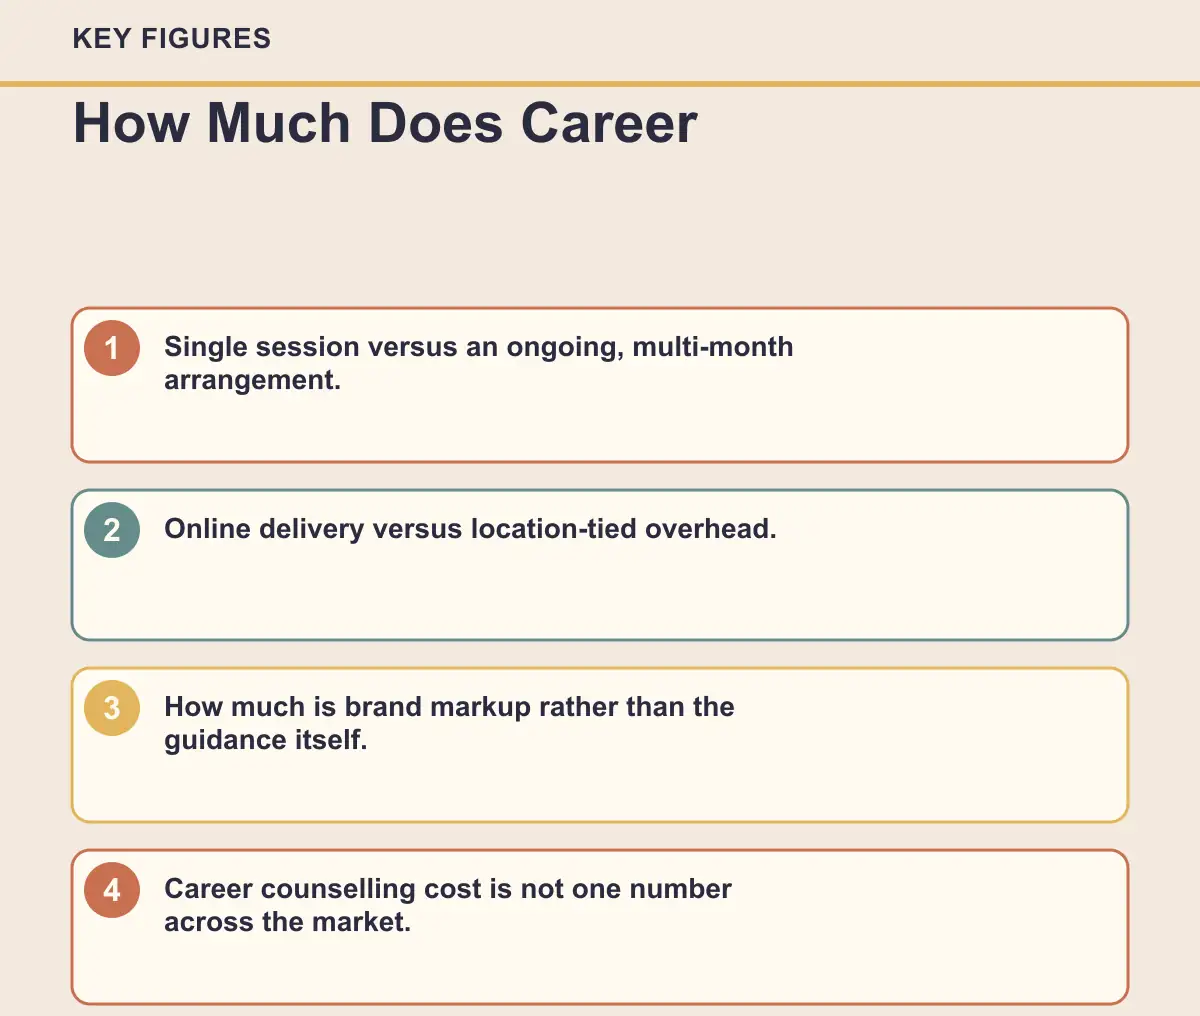 KEY FIGURES
How Much Does Career
1
Single session versus an ongoing, multi-month
arrangement.
2
Online delivery versus location-tied overhead.
3
How much is brand markup rather than the
guidance itself.
4
Career counselling cost is not one number
across the market.